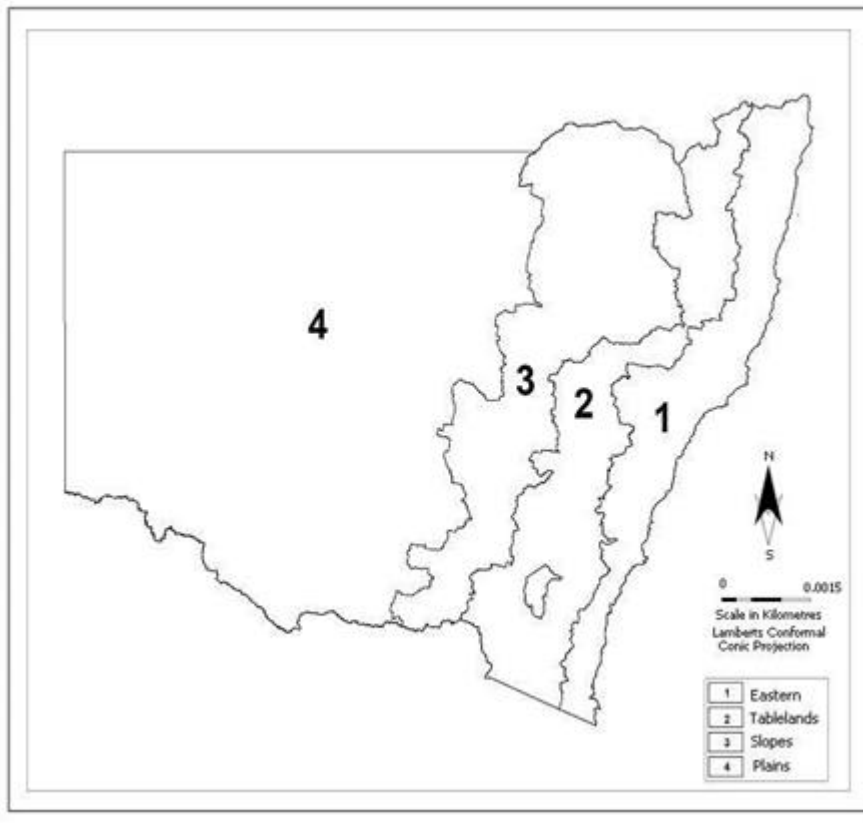 4
3
2
1
N
S
0 0.0015
Scale in Kilometres
Lamberts Conformal
Conic Projection
1 Eastern
2 Tablelands
3 Slopes
4 Plains